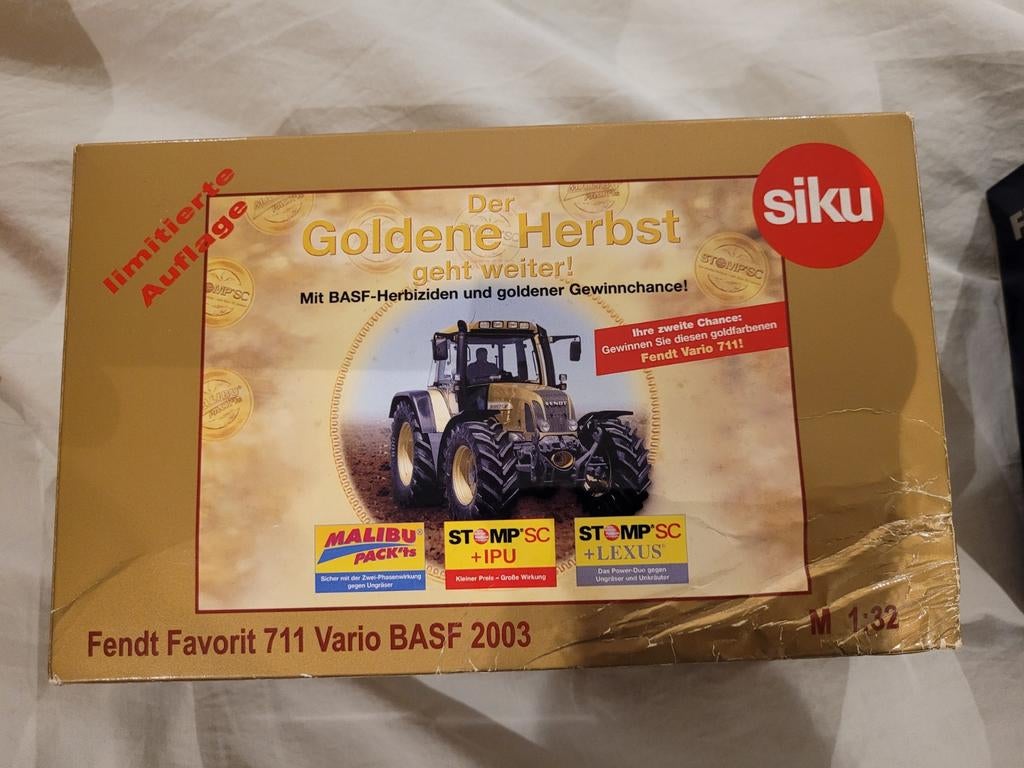 limitierte
Auflage
siku
Der
Goldene Herbst
geht weiter!
Mit BASF-Herbiziden und goldener Gewinnchance!
Ihre zweite Chance:
Gewinnen Sie diesen goldfarbenen
Fendt Vario 711!
STOMP®SC
FENDT
MALIBU®
PACK'ts
Sicher mit der Zwei-Phasenwirkung
gegen Ungräser
STOMP®SC
+IPU
Kleiner Preis – Große Wirkung
STOMP®SC
+LEXUS®
Das Power-Duo gegen
Ungräser und Unkräuter
Fendt Favorit 711 Vario BASF 2003
M 1:32